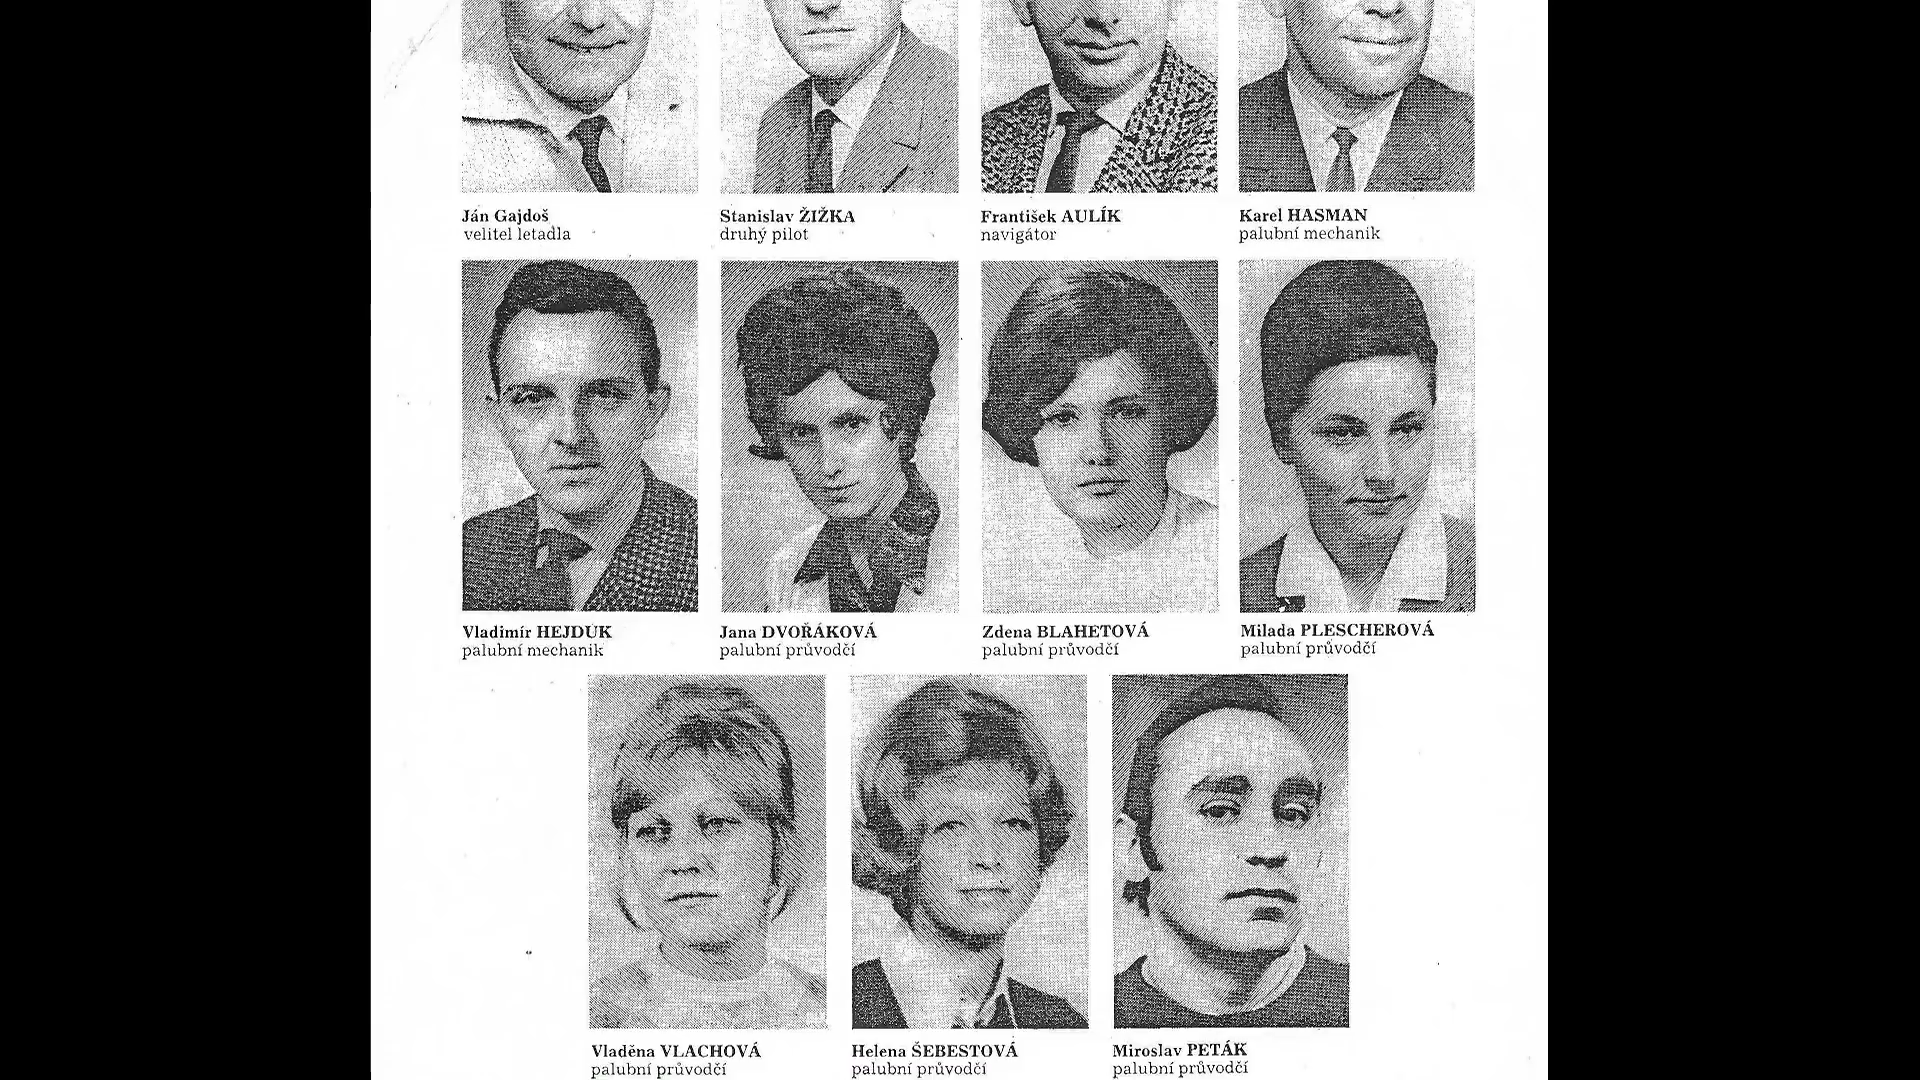 Ján Gajdoš
velitel letadla
Stanislav ŽIŽKA
druhý pilot
František AULÍK
navigátor
Karel HASMAN
palubní mechanik
Vladimír HEJDUK
palubní mechanik
Jana DVOŘÁKOVÁ
palubní průvodčí
Zdena BLAHETOVÁ
palubní průvodčí
Milada PLESCHEROVÁ
palubní průvodčí
Vladěna VLACHOVÁ
palubní průvodčí
Helena ŠEBESTOVÁ
palubní průvodčí
Miroslav PETÁK
palubní průvodčí